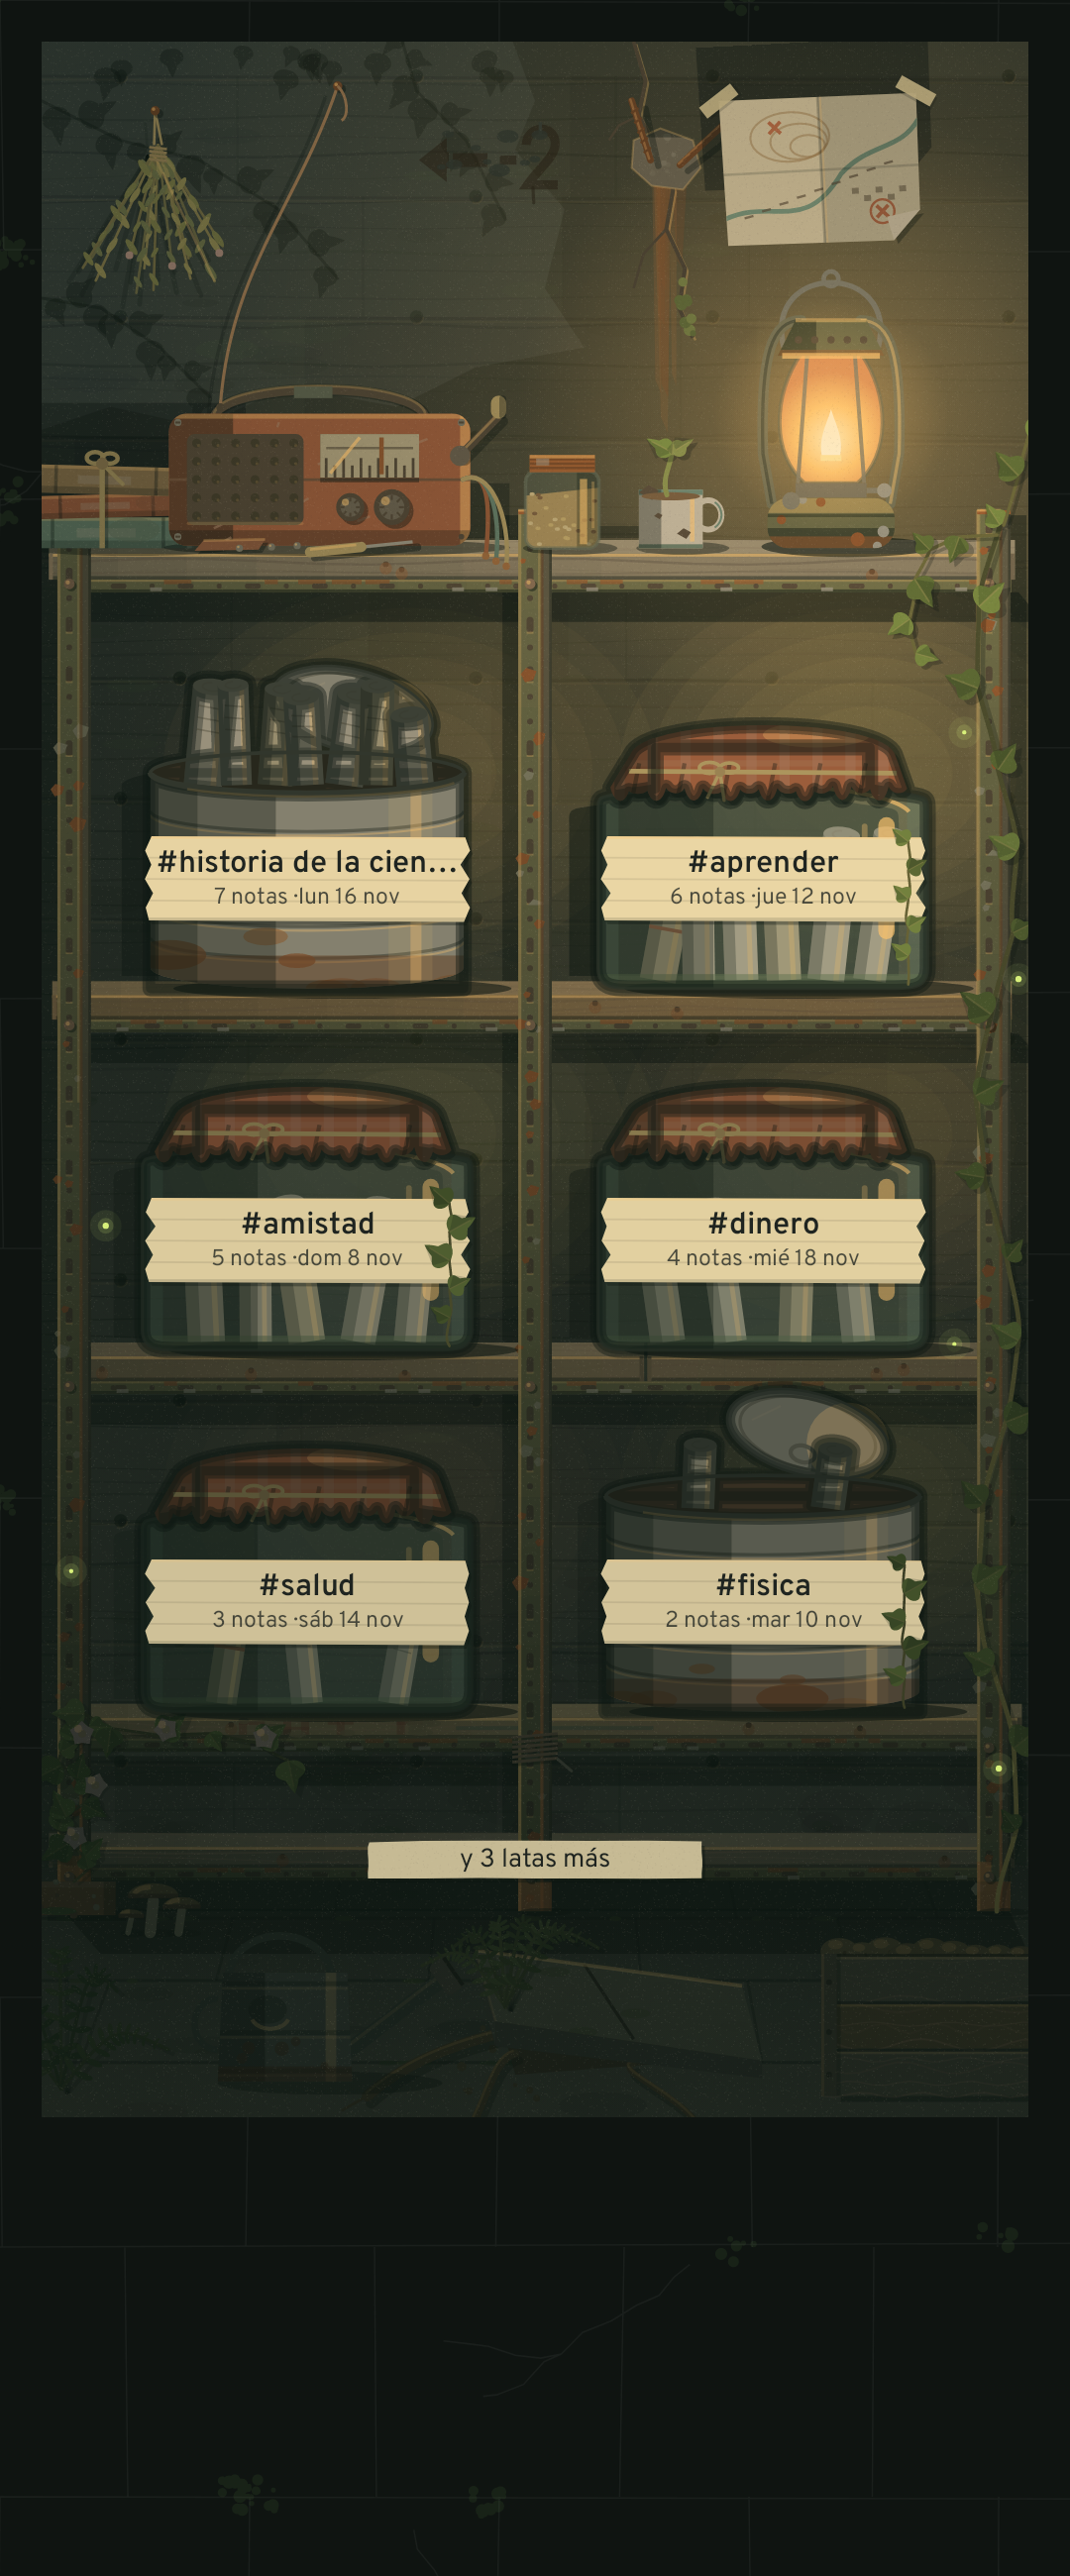 ←-2
#historia de la cien...
7 notas ·lun 16 nov
#aprender
6 notas ·jue 12 nov
#amistad
5 notas ·dom 8 nov
#dinero
4 notas ·mié 18 nov
#salud
3 notas ·sáb 14 nov
#fisica
2 notas ·mar 10 nov
y 3 latas más